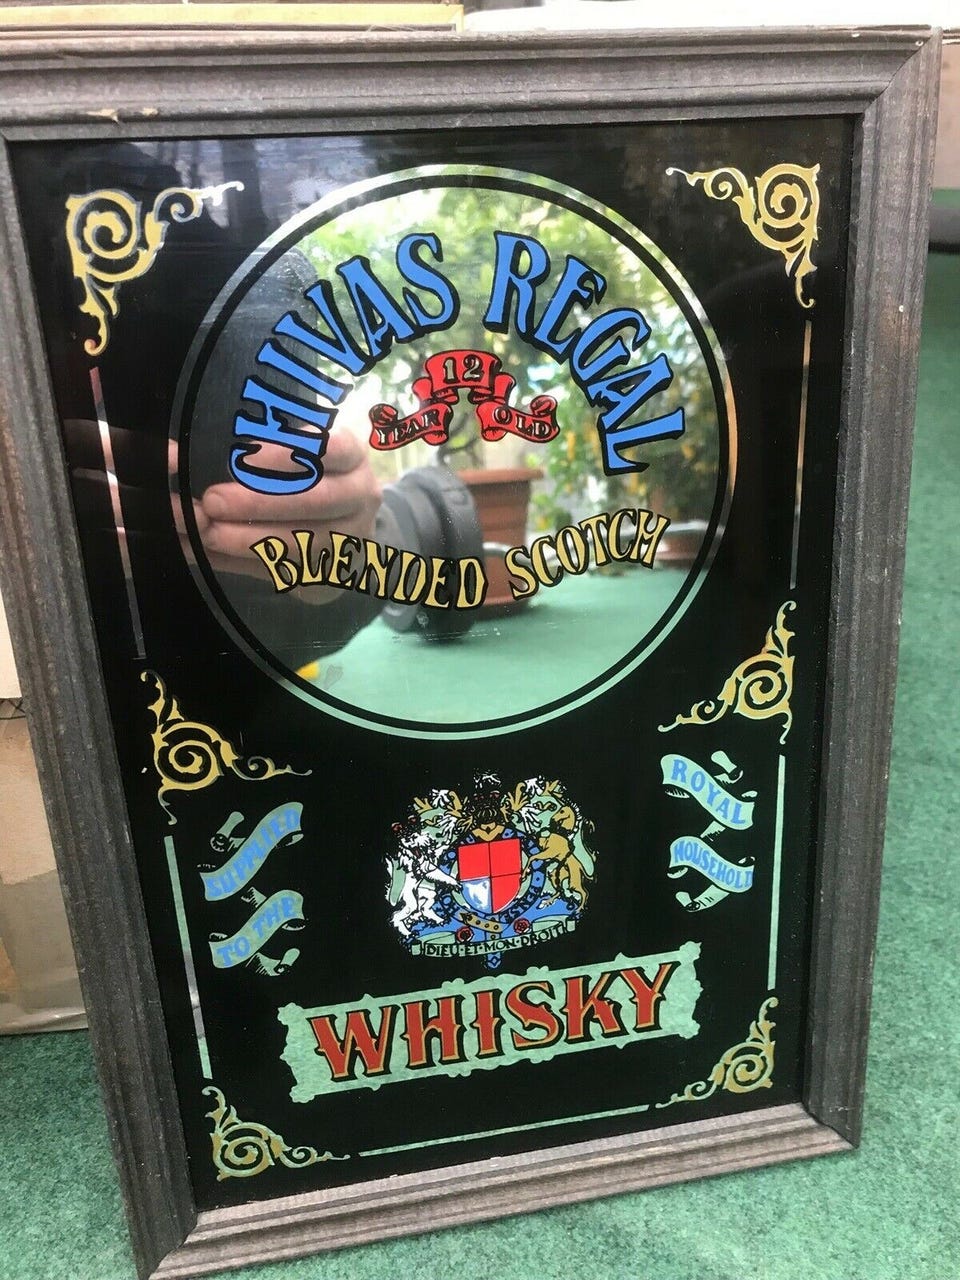 CHIVAS REGAL
12
YEAR OLD
BLENDED SCOTCH
SUPPLIED
TO THE
ROYAL
HOUSEHOLD
DIEU·ET·MON·DROIT
WHISKY